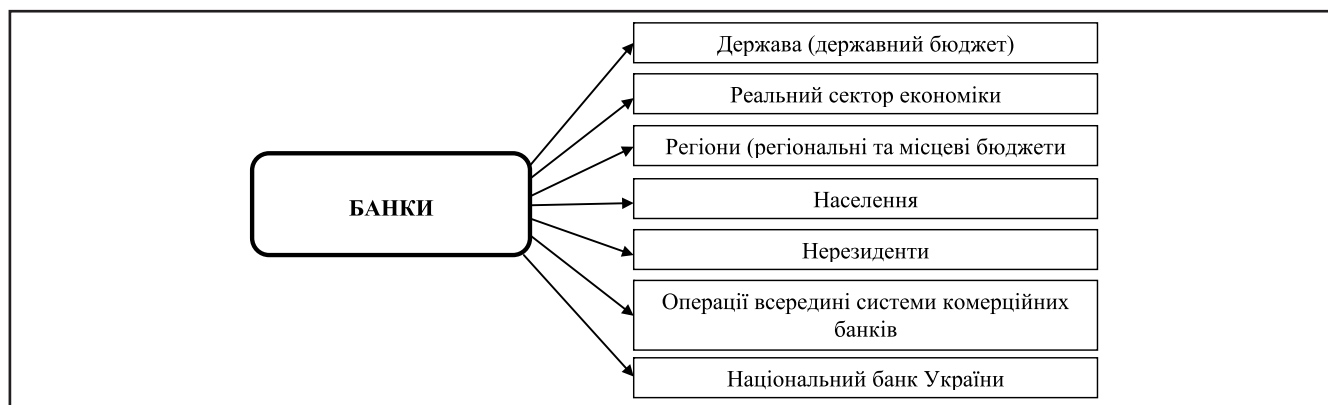 Держава (державний бюджет)
Реальний сектор економіки
Регіони (регіональні та місцеві бюджети
БАНКИ
Населення
Нерезиденти
Операції всередині системи комерційних
банків
Національний банк України